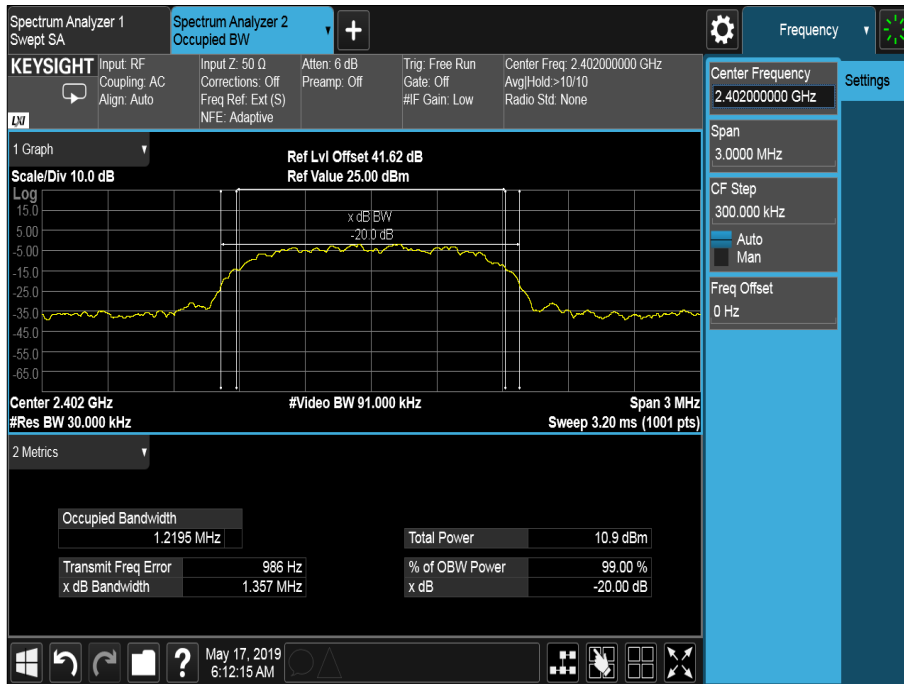 Spectrum Analyzer 1
Swept SA
Spectrum Analyzer 2
Occupied BW
Frequency
KEYSIGHT
LXI
Input: RF
Coupling: AC
Align: Auto
Input Z: 50 Ω
Corrections: Off
Freq Ref: Ext (S)
NFE: Adaptive
Atten: 6 dB
Preamp: Off
Trig: Free Run
Gate: Off
#IF Gain: Low
Center Freq: 2.402000000 GHz
Avg|Hold:>10/10
Radio Std: None
Center Frequency
2.402000000 GHz
Settings
Span
3.0000 MHz
CF Step
300.000 kHz
Auto
Man
Freq Offset
0 Hz
1 Graph
Scale/Div 10.0 dB
Ref Lvl Offset 41.62 dB
Ref Value 25.00 dBm
Log
15.0
5.00
-5.00
-15.0
-25.0
-35.0
-45.0
-55.0
-65.0
x dB BW
-20.0 dB
Center 2.402 GHz
#Res BW 30.000 kHz
#Video BW 91.000 kHz
Span 3 MHz
Sweep 3.20 ms (1001 pts)
2 Metrics
Occupied Bandwidth
1.2195 MHz
Transmit Freq Error 986 Hz
x dB Bandwidth 1.357 MHz
Total Power 10.9 dBm
% of OBW Power 99.00 %
x dB -20.00 dB
?
May 17, 2019
6:12:15 AM